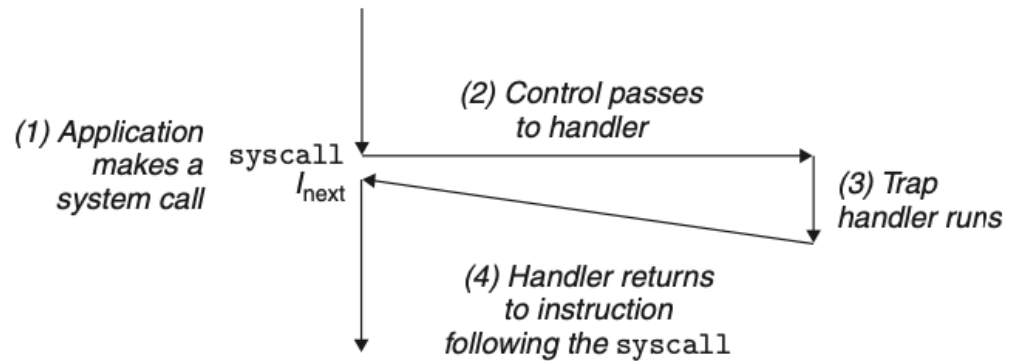 (1) Application
makes a
system call
syscall
Inext
(2) Control passes
to handler
(3) Trap
handler runs
(4) Handler returns
to instruction
following the syscall